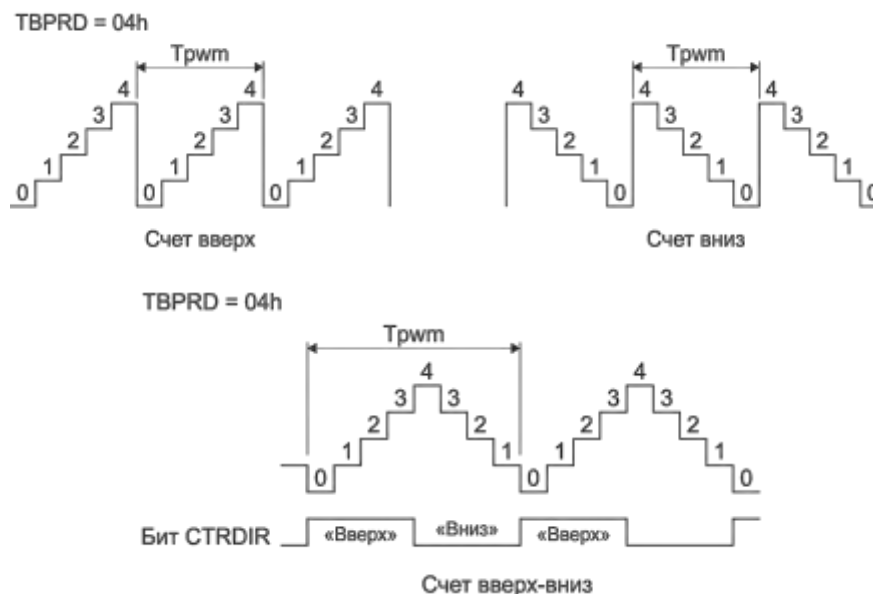 TBPRD = 04h
Tpwm Tpwm
4 4 4 4 4 4
3 3 3 3 3 3
2 2 2 2 2 2
1 1 1 1 1 1
0 0 0 0 0 0
Счет вверх Счет вниз
TBPRD = 04h
Tpwm
4 4
3 3 3 3
2 2 2 2
1 1 1 1
0 0 0
Бит CTRDIR «Вверх» «Вниз» «Вверх»
Счет вверх-вниз